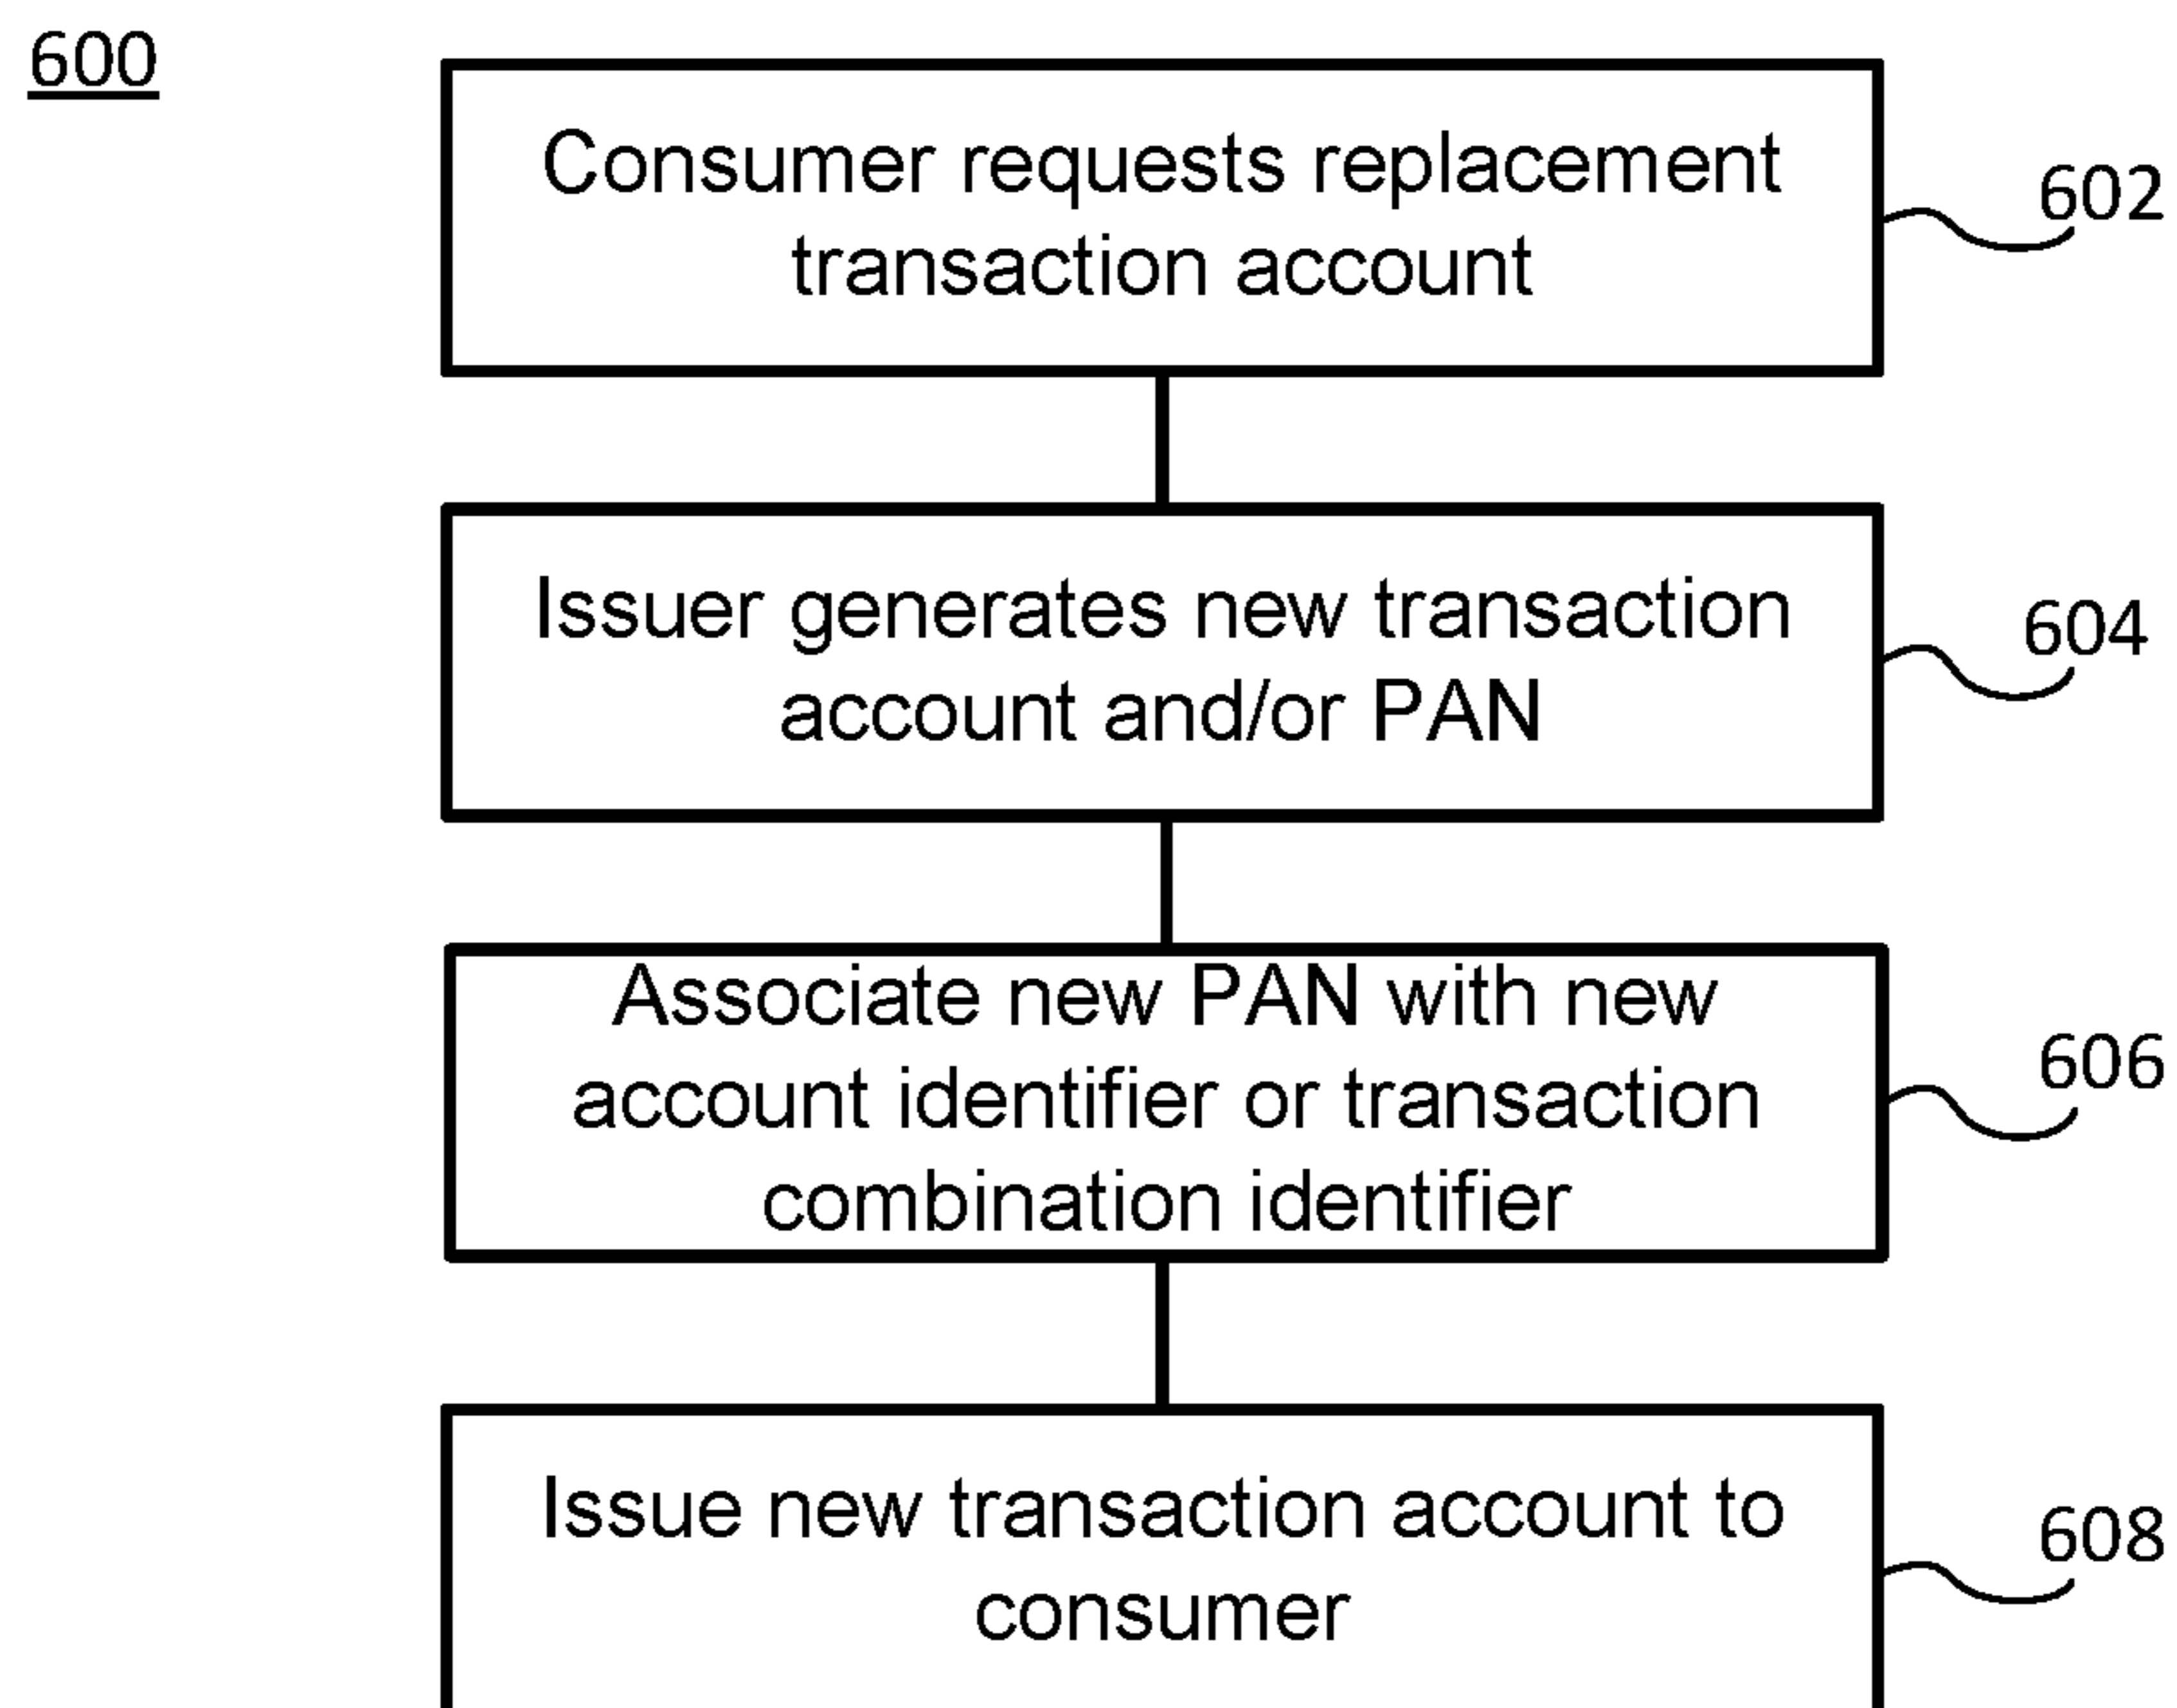 600
Consumer requests replacement
transaction account
602
Issuer generates new transaction
account and/or PAN
604
Associate new PAN with new
account identifier or transaction
combination identifier
606
Issue new transaction account to
consumer
608